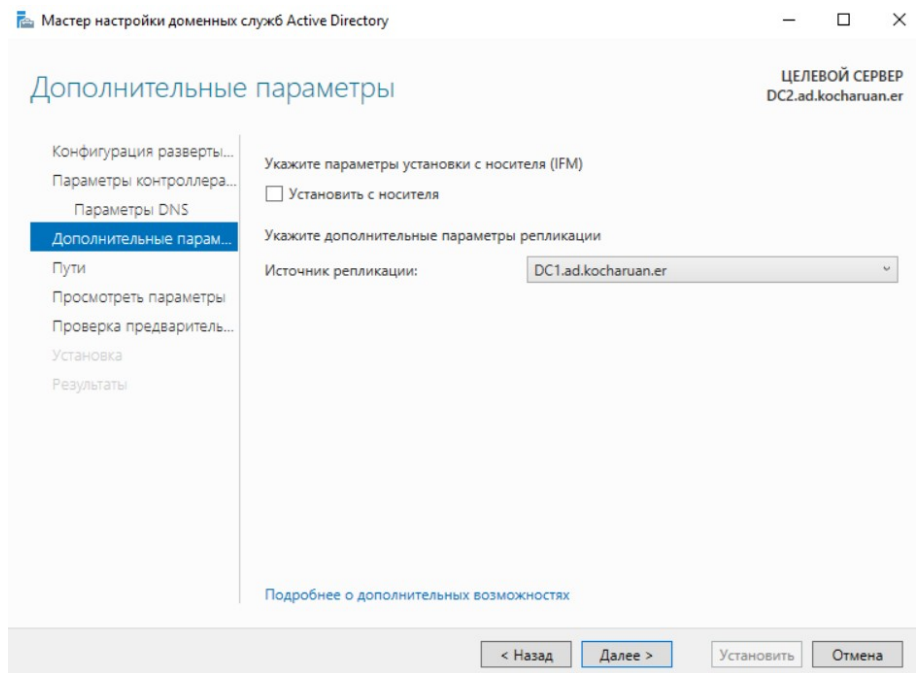 Мастер настройки доменных служб Active Directory
Дополнительные параметры
ЦЕЛЕВОЙ СЕРВЕР
DC2.ad.kocharuan.er
Конфигурация разверты...
Параметры контроллера...
Параметры DNS
Дополнительные парам...
Пути
Просмотреть параметры
Проверка предваритель...
Установка
Результаты
Укажите параметры установки с носителя (IFM)
Установить с носителя
Укажите дополнительные параметры репликации
Источник репликации: DC1.ad.kocharuan.er
Подробнее о дополнительных возможностях
< Назад Далее > Установить Отмена